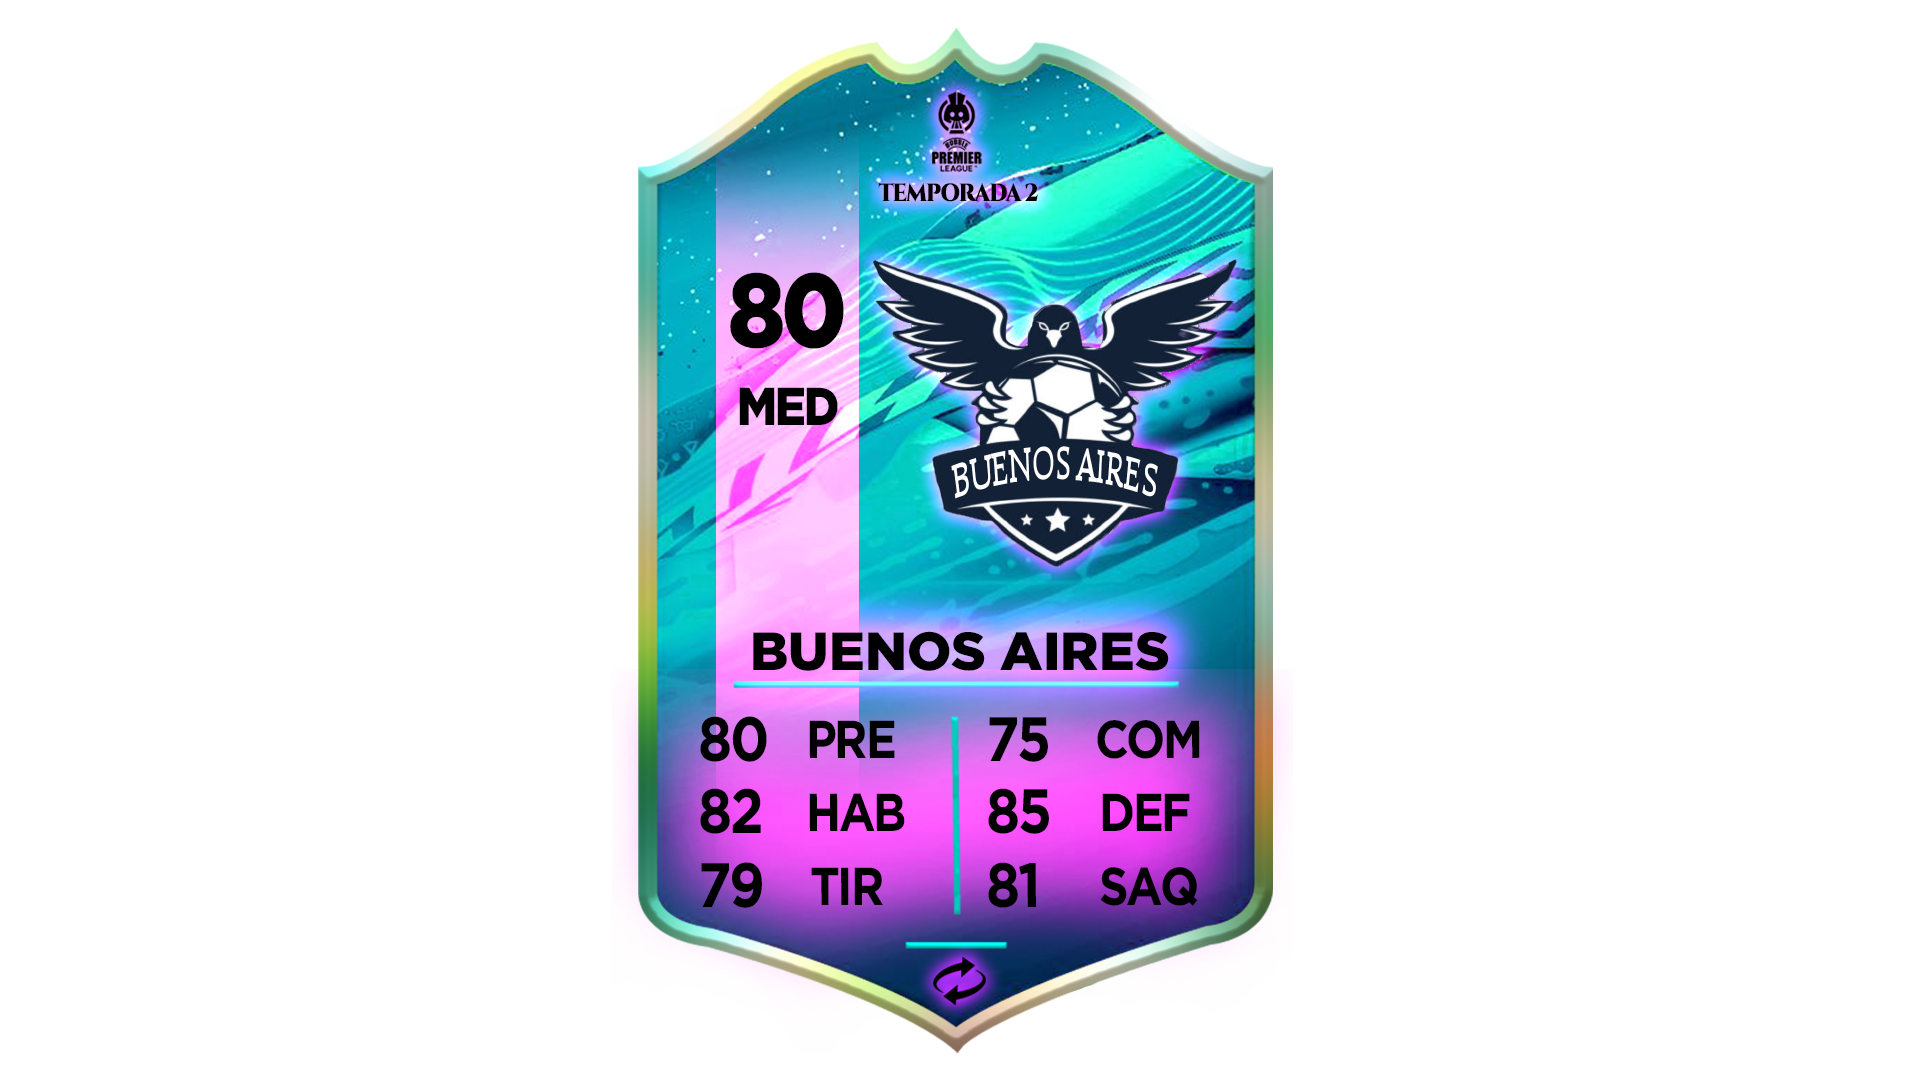 PREMIER
LEAGUE™
TEMPORADA 2
80
MED
BUENOS AIRES
BUENOS AIRES
80 PRE 75 COM
82 HAB 85 DEF
79 TIR 81 SAQ